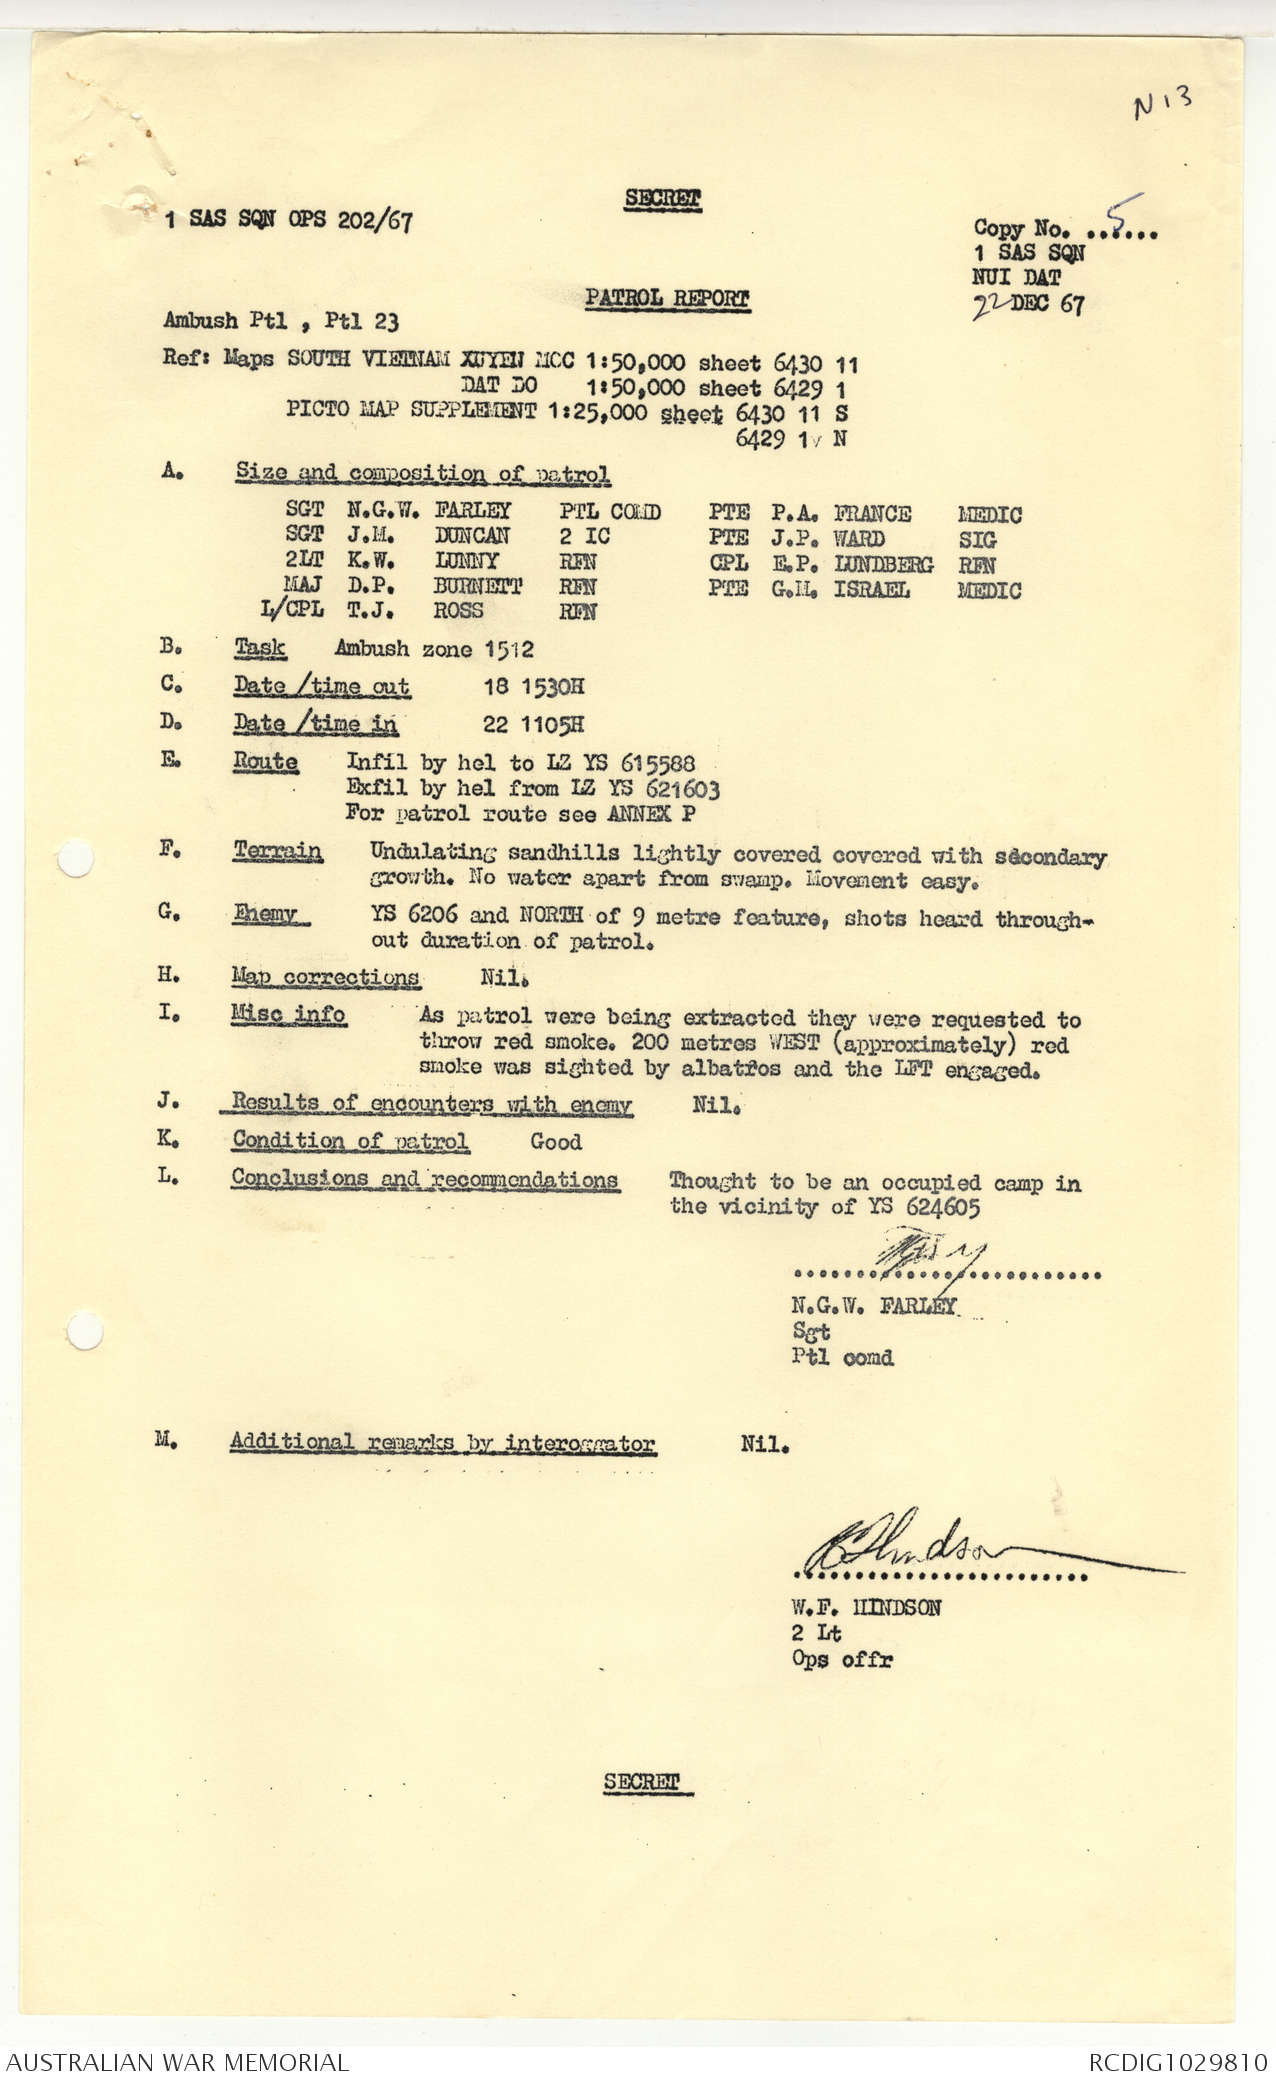 N13
SECRET
1 SAS SQN OPS 202/67
Copy No. ...5...
1 SAS SQN
NUI DAT
22 DEC 67
PATROL REPORT
Ambush Ptl , Ptl 23
Ref: Maps SOUTH VIETNAM XUYEN MOC 1:50,000 sheet 6430 11
DAT DO 1:50,000 sheet 6429 1
PICTO MAP SUPPLEMENT 1:25,000 sheet 6430 11 S
6429 1v N
A. Size and composition of patrol
SGT N.G.W. FARLEY PTL COMD PTE P.A. FRANCE MEDIC
SGT J.M. DUNCAN 2 IC PTE J.P. WARD SIG
2LT K.W. LUNNY RFN CPL E.P. LUNDBERG RFN
MAJ D.P. BURNETT RFN PTE G.M. ISRAEL MEDIC
L/CPL T.J. ROSS RFN
B. Task Ambush zone 1512
C. Date /time out 18 1530H
D. Date /time in 22 1105H
E. Route Infil by hel to LZ YS 615588
Exfil by hel from LZ YS 621603
For patrol route see ANNEX P
F. Terrain Undulating sandhills lightly covered covered with secondary
growth. No water apart from swamp. Movement easy.
G. Enemy YS 6206 and NORTH of 9 metre feature, shots heard through-
out duration of patrol.
H. Map corrections Nil.
I. Misc info As patrol were being extracted they were requested to
throw red smoke. 200 metres WEST (approximately) red
smoke was sighted by albatros and the LFT engaged.
J. Results of encounters with enemy Nil.
K. Condition of patrol Good
L. Conclusions and recommendations Thought to be an occupied camp in
the vicinity of YS 624605
.........................
N.G.W. FARLEY
Sgt
Ptl comd
M. Additional remarks by interoggator Nil.
........................
W.F. HINDSON
2 Lt
Ops offr
SECRET
AUSTRALIAN WAR MEMORIAL
RCDIG1029810